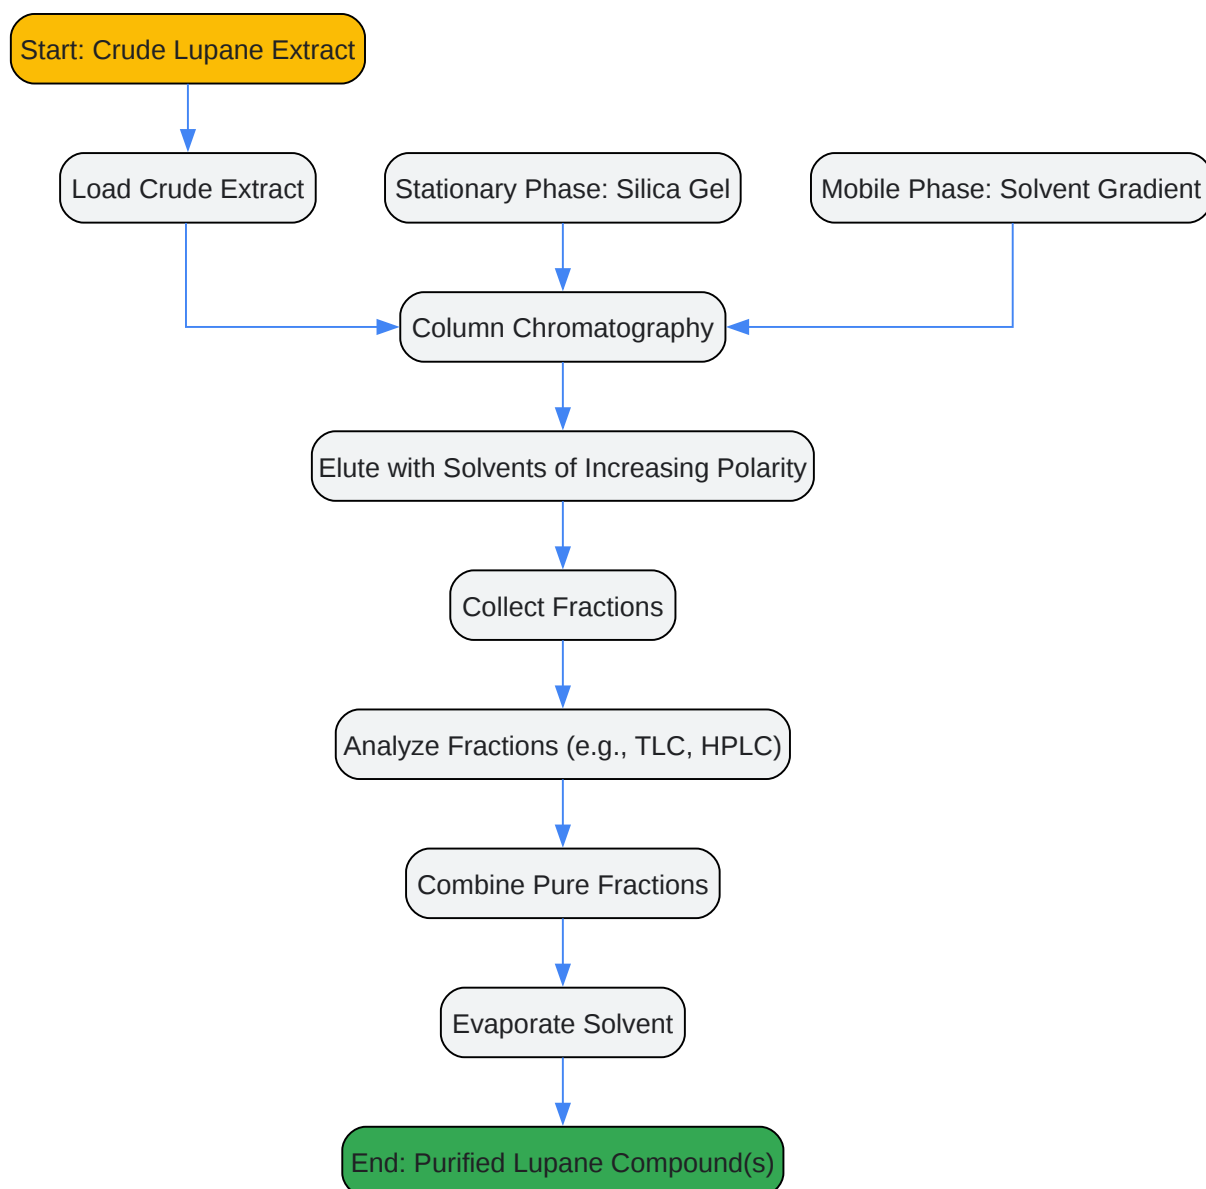 Start: Crude Lupane Extract
Load Crude Extract
Stationary Phase: Silica Gel
Mobile Phase: Solvent Gradient
Column Chromatography
Elute with Solvents of Increasing Polarity
Collect Fractions
Analyze Fractions (e.g., TLC, HPLC)
Combine Pure Fractions
Evaporate Solvent
End: Purified Lupane Compound(s)